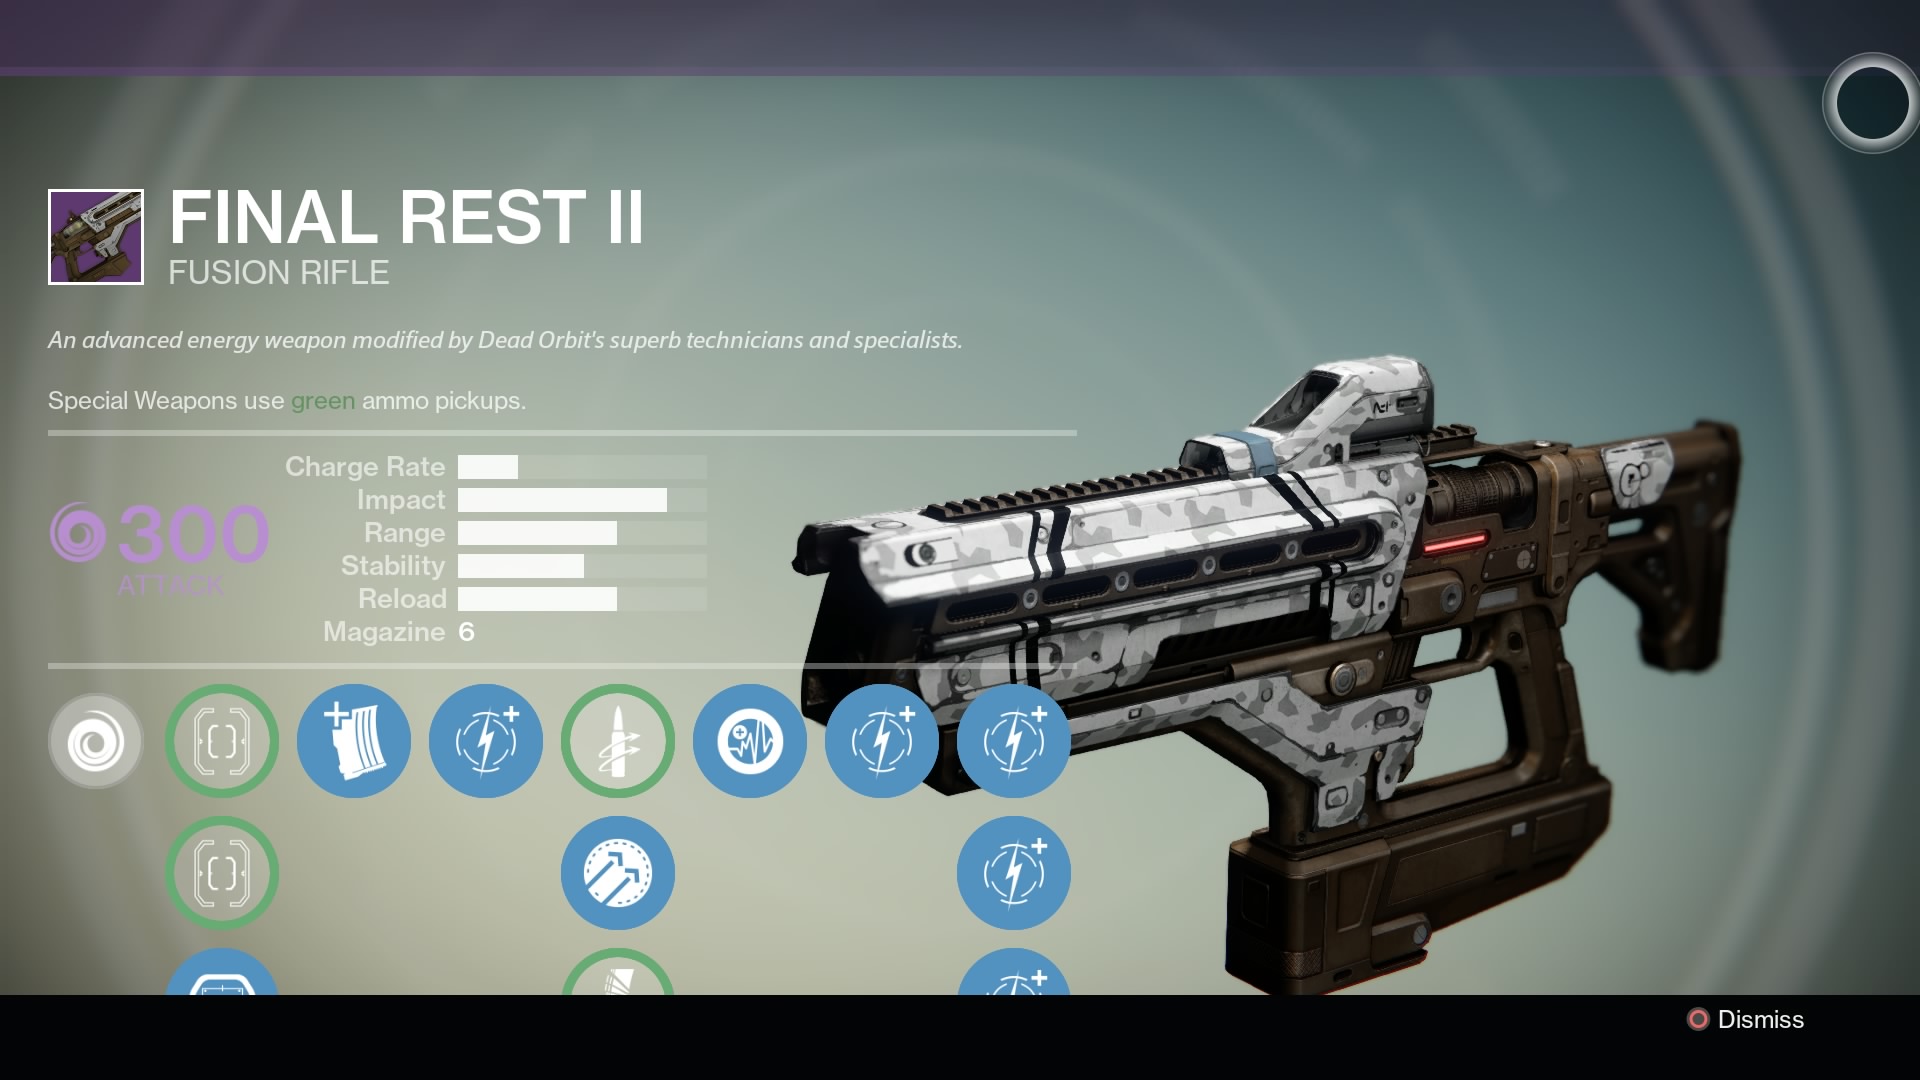 FINAL REST II
FUSION RIFLE
An advanced energy weapon modified by Dead Orbit's superb technicians and specialists.
Special Weapons use green ammo pickups.
300
ATTACK
Charge Rate
Impact
Range
Stability
Reload
Magazine 6
Dismiss